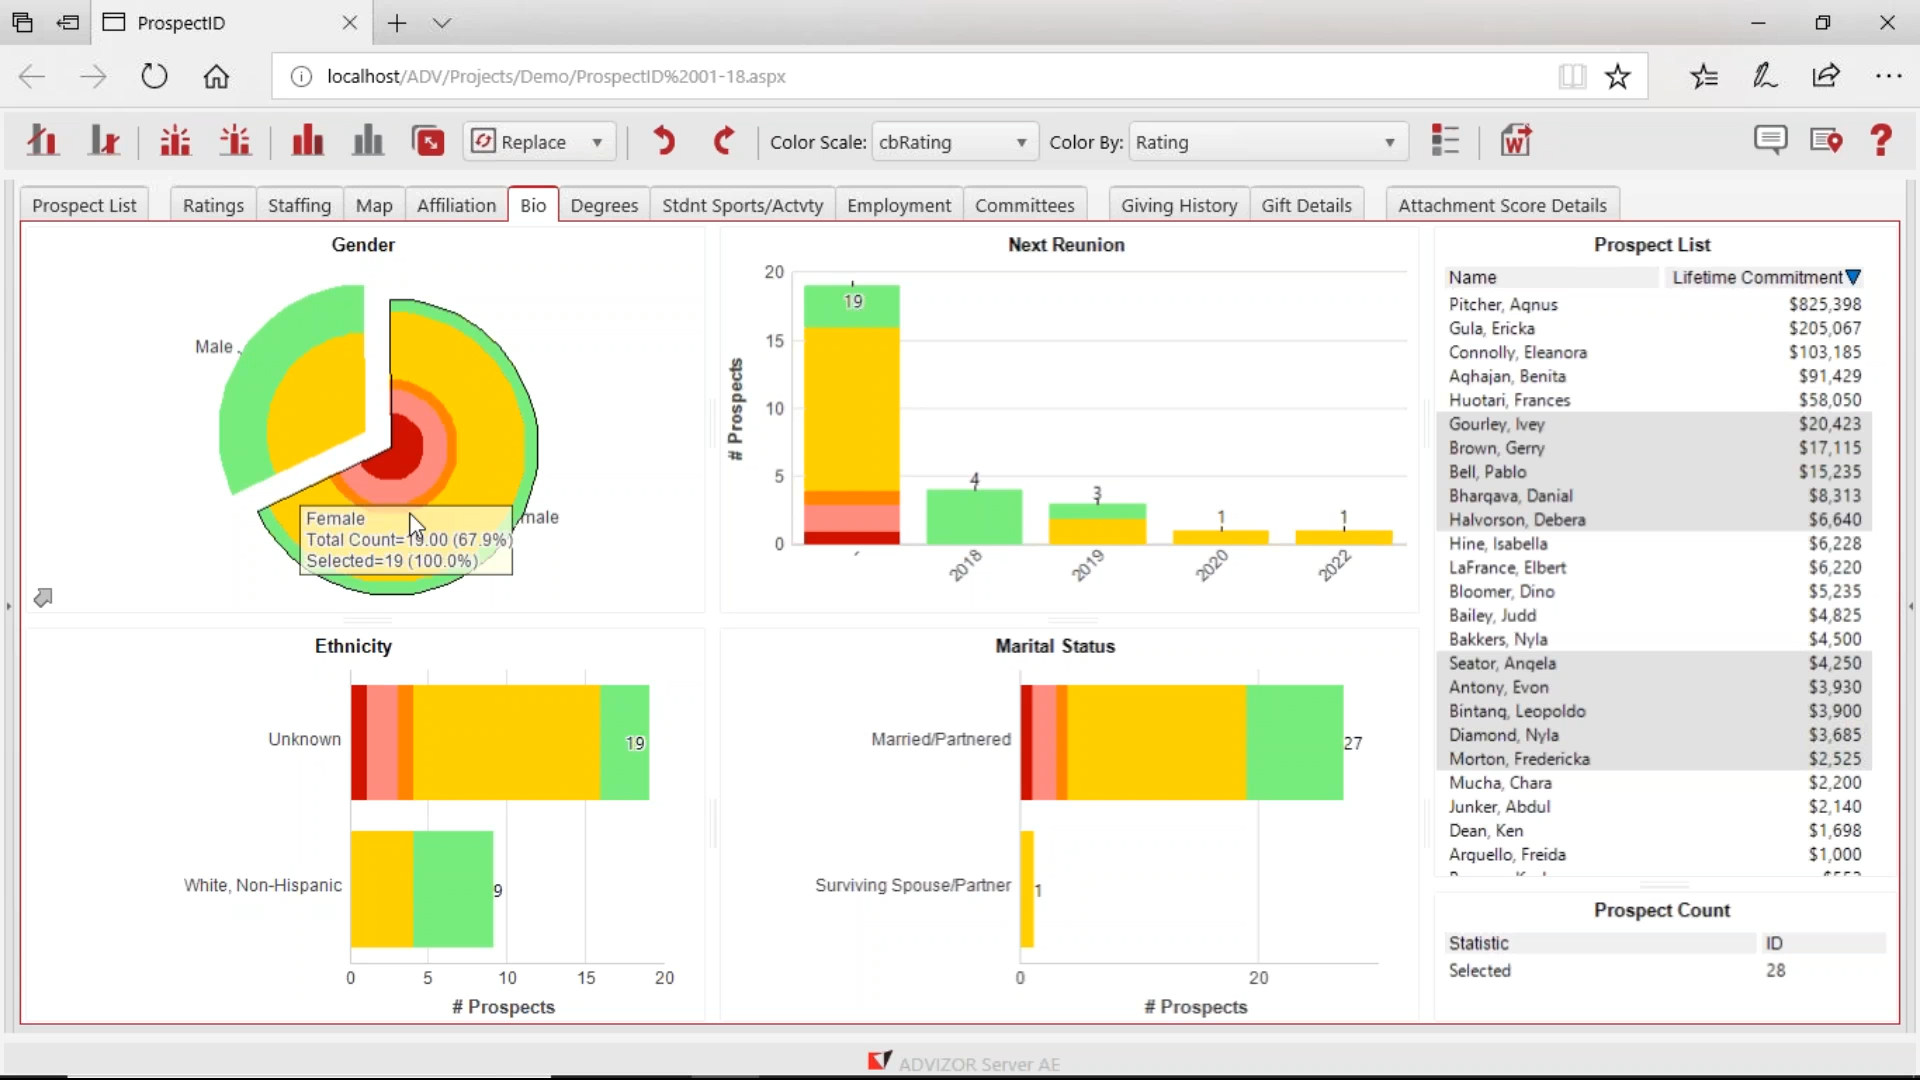 ProspectID
localhost/ADV/Projects/Demo/ProspectID%2001-18.aspx
Replace
Color Scale: cbRating
Color By: Rating
Prospect List
Ratings
Staffing
Map
Affiliation
Bio
Degrees
Stdnt Sports/Actvty
Employment
Committees
Giving History
Gift Details
Attachment Score Details
Gender
Male
male
Female
Total Count=19.00 (67.9%)
Selected=19 (100.0%)
Next Reunion
# Prospects
20
15
10
5
0
19
4
3
1
1
-
2018
2019
2020
2022
Ethnicity
Unknown
19
White, Non-Hispanic
9
0 5 10 15 20
# Prospects
Marital Status
Married/Partnered
27
Surviving Spouse/Partner
1
0 20
# Prospects
Prospect List
Name Lifetime Commitment
Pitcher, Agnus $825,398
Gula, Ericka $205,067
Connolly, Eleanora $103,185
Aghajan, Benita $91,429
Huotari, Frances $58,050
Gourley, Ivey $20,423
Brown, Gerry $17,115
Bell, Pablo $15,235
Bhargava, Danial $8,313
Halvorson, Debera $6,640
Hine, Isabella $6,228
LaFrance, Elbert $6,220
Bloomer, Dino $5,235
Bailey, Judd $4,825
Bakkers, Nyla $4,500
Seator, Angela $4,250
Antony, Evon $3,930
Bintang, Leopoldo $3,900
Diamond, Nyla $3,685
Morton, Fredericka $2,525
Mucha, Chara $2,200
Junker, Abdul $2,140
Dean, Ken $1,698
Arguello, Freida $1,000
Prospect Count
Statistic ID
Selected 28
ADVIZOR Server AE